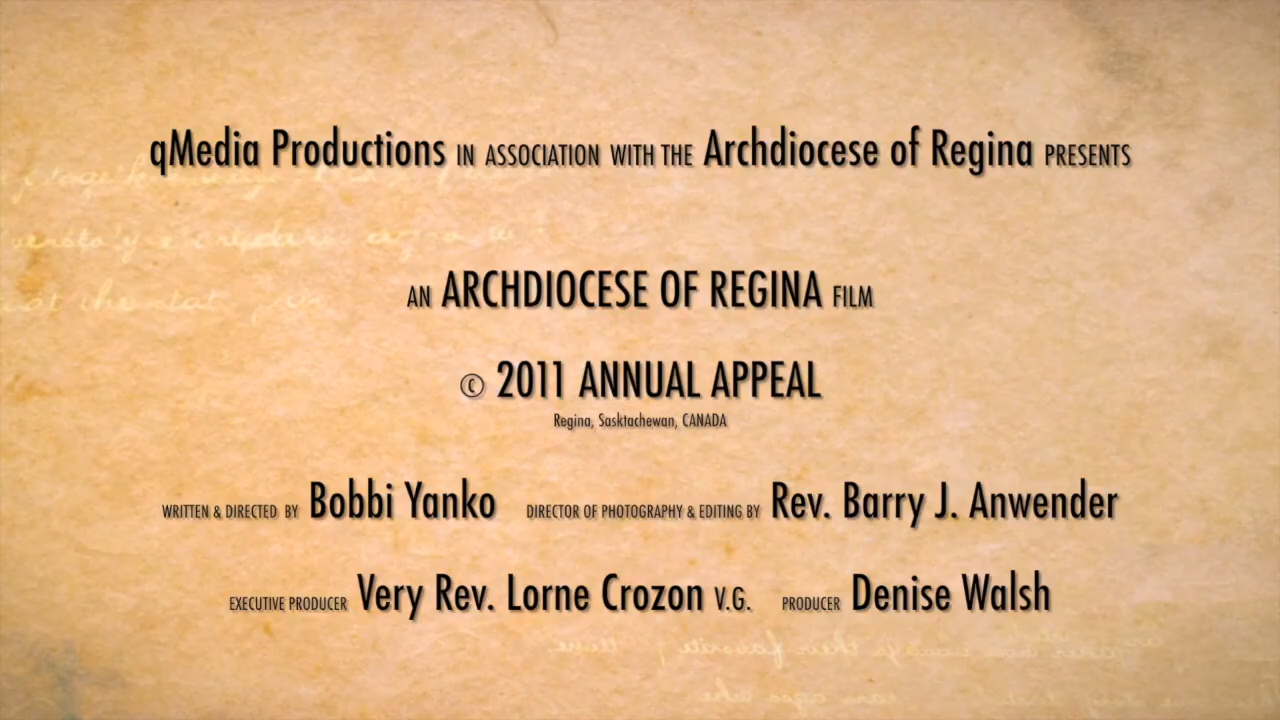 qMedia Productions IN ASSOCIATION WITH THE Archdiocese of Regina PRESENTS
AN ARCHDIOCESE OF REGINA FILM
© 2011 ANNUAL APPEAL
Regina, Sasktachewan, CANADA
WRITTEN & DIRECTED BY Bobbi Yanko DIRECTOR OF PHOTOGRAPHY & EDITING BY Rev. Barry J. Anwender
EXECUTIVE PRODUCER Very Rev. Lorne Crozon V.G. PRODUCER Denise Walsh